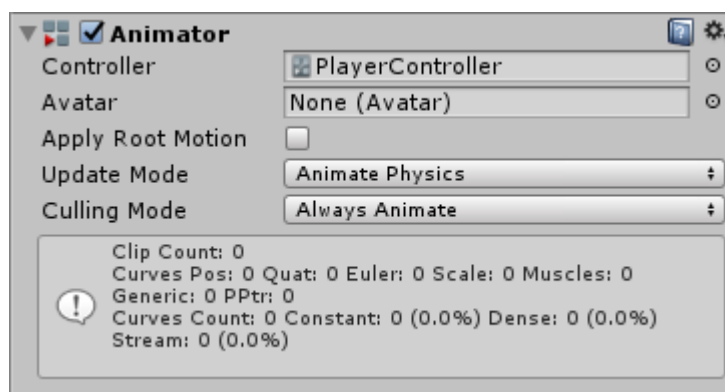 Animator
Controller PlayerController
Avatar None (Avatar)
Apply Root Motion
Update Mode Animate Physics
Culling Mode Always Animate
Clip Count: 0
Curves Pos: 0 Quat: 0 Euler: 0 Scale: 0 Muscles: 0
Generic: 0 PPtr: 0
Curves Count: 0 Constant: 0 (0.0%) Dense: 0 (0.0%)
Stream: 0 (0.0%)